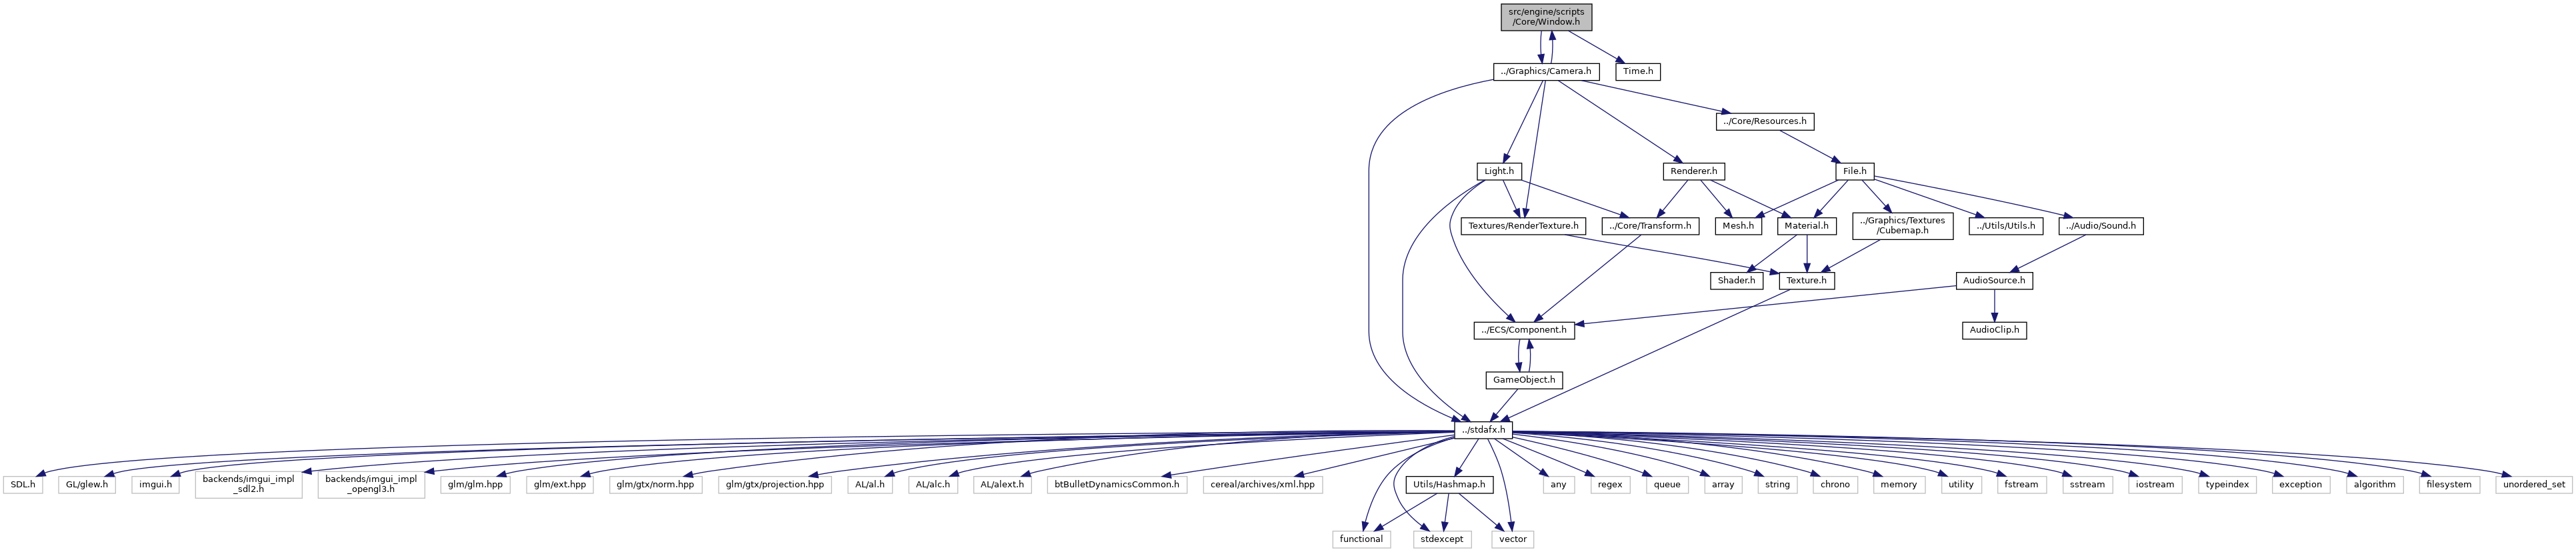 src/engine/scripts
/Core/Window.h
../Graphics/Camera.h
Time.h
../Core/Resources.h
Light.h
Renderer.h
File.h
Textures/RenderTexture.h
../Core/Transform.h
Mesh.h
Material.h
../Graphics/Textures
/Cubemap.h
../Utils/Utils.h
../Audio/Sound.h
Shader.h
Texture.h
AudioSource.h
../ECS/Component.h
AudioClip.h
GameObject.h
../stdafx.h
SDL.h
GL/glew.h
imgui.h
backends/imgui_impl
_sdl2.h
backends/imgui_impl
_opengl3.h
glm/glm.hpp
glm/ext.hpp
glm/gtx/norm.hpp
glm/gtx/projection.hpp
AL/al.h
AL/alc.h
AL/alext.h
btBulletDynamicsCommon.h
cereal/archives/xml.hpp
Utils/Hashmap.h
any
regex
queue
array
string
chrono
memory
utility
fstream
sstream
iostream
typeindex
exception
algorithm
filesystem
unordered_set
functional
stdexcept
vector